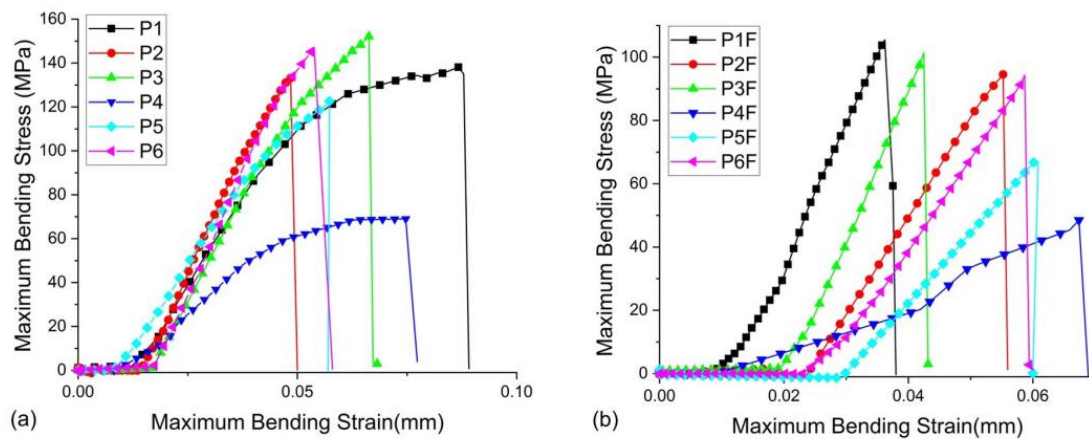 160
140
120
100
80
60
40
20
0
Maximum Bending Stress (MPa)
P1
P2
P3
P4
P5
P6
0.00
0.05
0.10
(a)
Maximum Bending Strain(mm)
100
80
60
40
20
0
Maximum Bending Stress (MPa)
P1F
P2F
P3F
P4F
P5F
P6F
0.00
0.02
0.04
0.06
(b)
Maximum Bending Strain(mm)